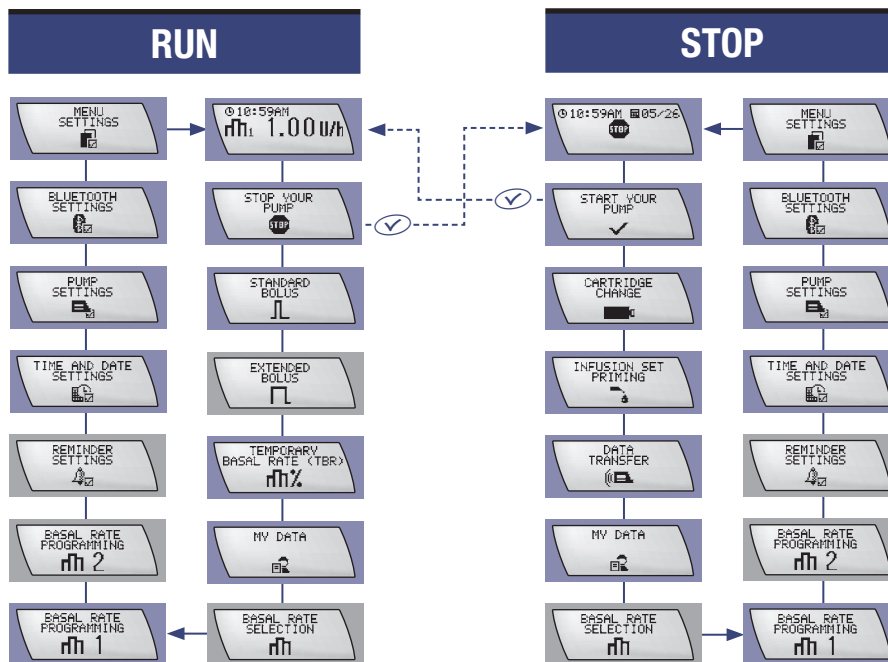 RUN
MENU
SETTINGS
BLUETOOTH
SETTINGS
PUMP
SETTINGS
TIME AND DATE
SETTINGS
REMINDER
SETTINGS
BASAL RATE
PROGRAMMING
2
BASAL RATE
PROGRAMMING
1
10:59AM
1 1.00 U/h
STOP YOUR
PUMP
STOP
STANDARD
BOLUS
EXTENDED
BOLUS
TEMPORARY
BASAL RATE (TBR)
%
MY DATA
BASAL RATE
SELECTION
STOP
10:59AM 05/26
STOP
START YOUR
PUMP
CARTRIDGE
CHANGE
INFUSION SET
PRIMING
DATA
TRANSFER
MY DATA
BASAL RATE
SELECTION
MENU
SETTINGS
BLUETOOTH
SETTINGS
PUMP
SETTINGS
TIME AND DATE
SETTINGS
REMINDER
SETTINGS
BASAL RATE
PROGRAMMING
2
BASAL RATE
PROGRAMMING
1